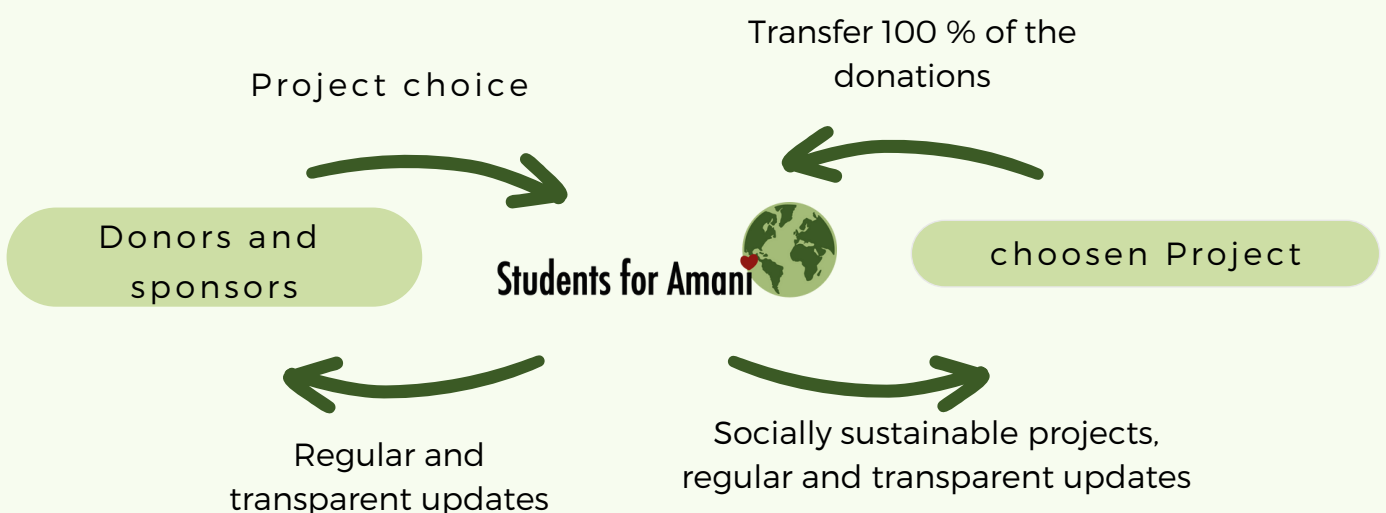 Transfer 100 % of the
donations
Project choice
Donors and
sponsors
Students for Amani
choosen Project
Regular and
transparent updates
Socially sustainable projects,
regular and transparent updates